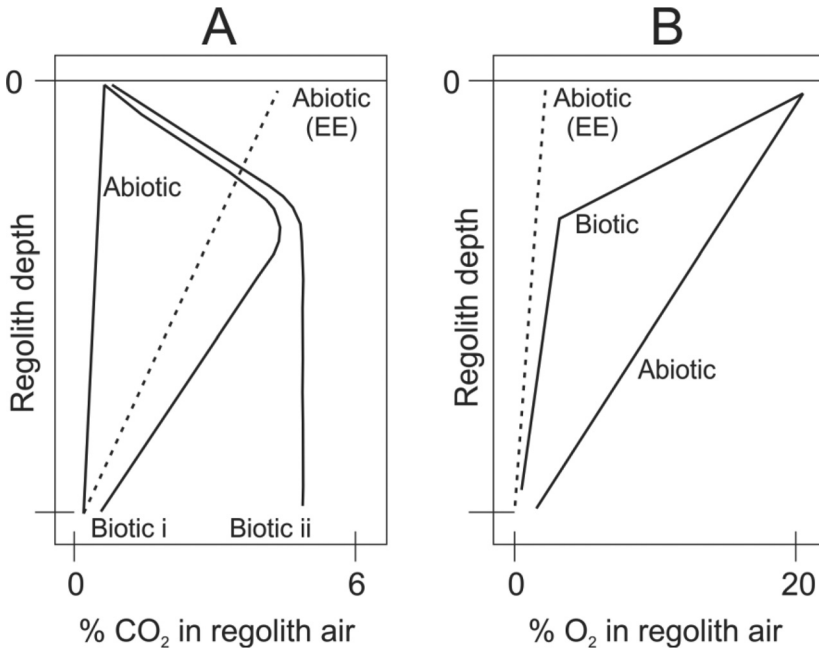 A
B
0
Abiotic
(EE)
Abiotic
Regolith depth
Biotic i
Biotic ii
0
6
% CO₂ in regolith air
0
Abiotic
(EE)
Biotic
Abiotic
Regolith depth
0
20
% O₂ in regolith air